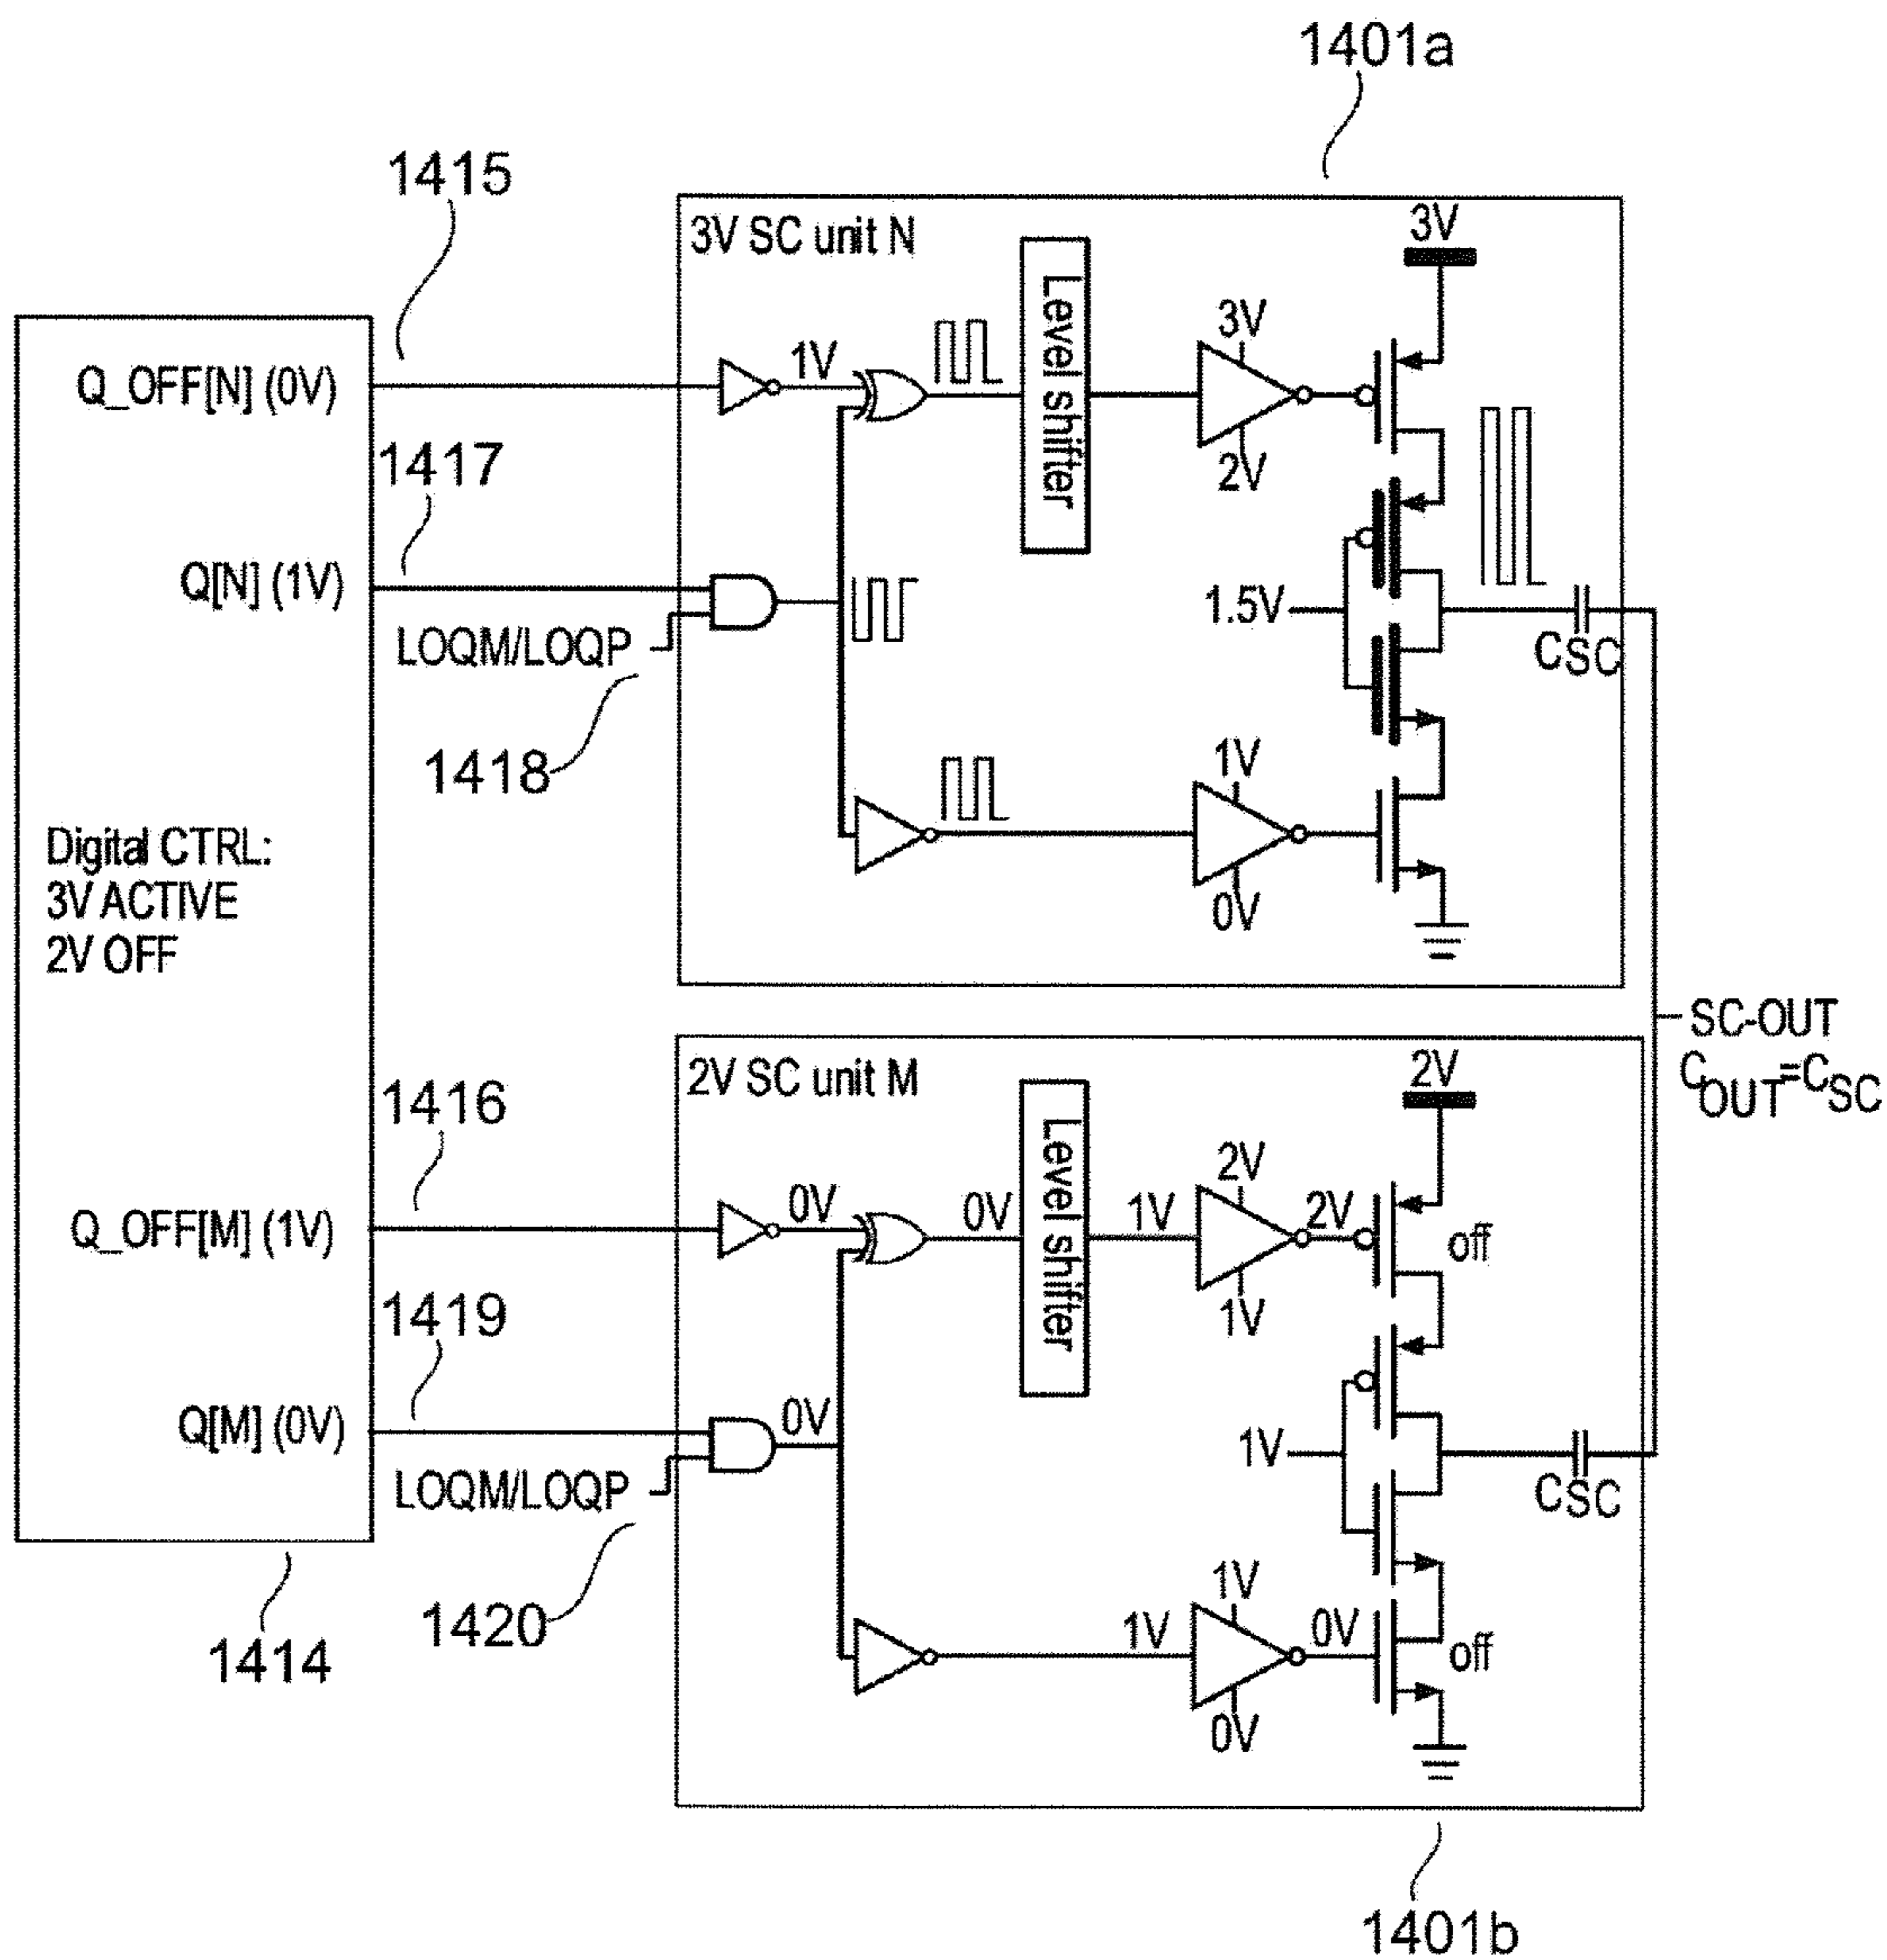 1401a
1415
3V SC unit N
3V
Level shifter
Q_OFF[N] (0V)
1V
3V
2V
1417
Q[N] (1V)
LOQM/LOQP
1.5V
CSC
1418
1V
0V
Digital CTRL:
3V ACTIVE
2V OFF
SC-OUT
COUT=CSC
2V SC unit M
2V
1416
Level shifter
Q_OFF[M] (1V)
0V
0V
1V
2V
1V
2V
off
1419
Q[M] (0V)
0V
LOQM/LOQP
1V
CSC
1420
1V
1V
0V
0V
off
1414
1401b